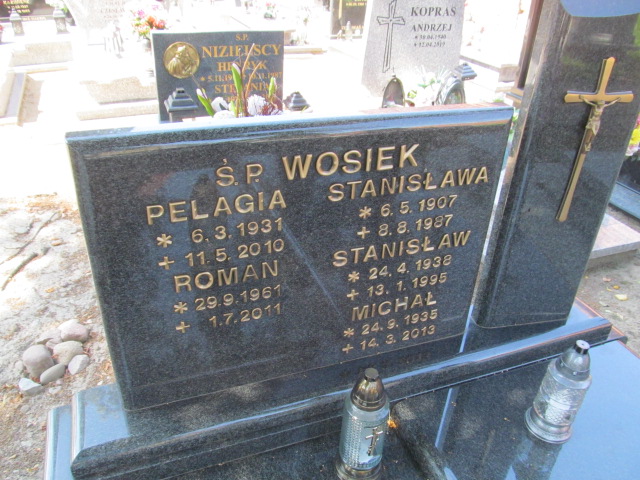 Ś.P. WOSIEK
PELAGIA
* 6.3.1931
+ 11.5.2010
ROMAN
* 29.9.1961
+ 1.7.2011
STANISŁAWA
* 6.5.1907
+ 8.8.1987
STANISŁAW
* 24.4.1938
+ 13.1.1995
MICHAŁ
* 24.9.1935
+ 14.3.2013
Ś.P.
NIZIELSCY
HENRYK
KOPRAS
ANDRZEJ